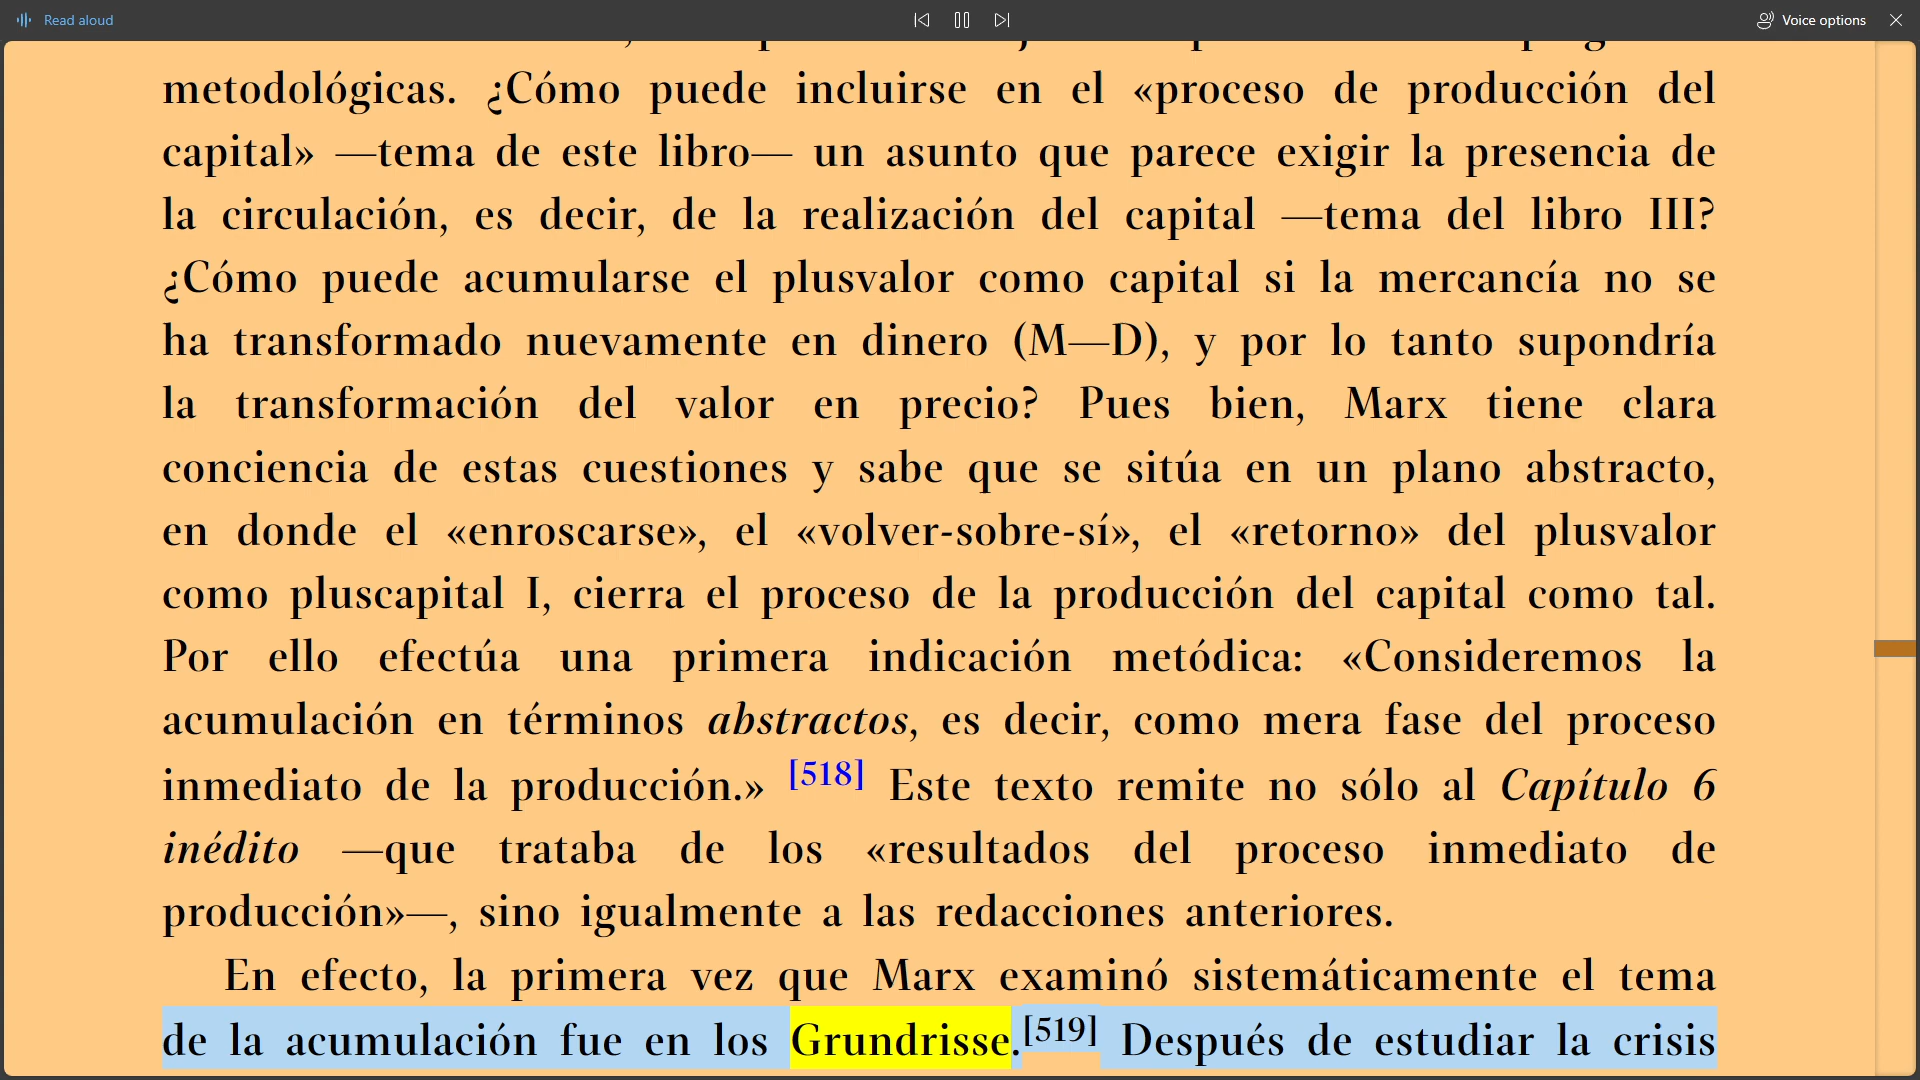 Read aloud
Voice options
metodológicas. ¿Cómo puede incluirse en el «proceso de producción del
capital» —tema de este libro— un asunto que parece exigir la presencia de
la circulación, es decir, de la realización del capital —tema del libro III?
¿Cómo puede acumularse el plusvalor como capital si la mercancía no se
ha transformado nuevamente en dinero (M—D), y por lo tanto supondría
la transformación del valor en precio? Pues bien, Marx tiene clara
conciencia de estas cuestiones y sabe que se sitúa en un plano abstracto,
en donde el «enroscarse», el «volver-sobre-sí», el «retorno» del plusvalor
como pluscapital I, cierra el proceso de la producción del capital como tal.
Por ello efectúa una primera indicación metódica: «Consideremos la
acumulación en términos abstractos, es decir, como mera fase del proceso
inmediato de la producción.» [518] Este texto remite no sólo al Capítulo 6
inédito —que trataba de los «resultados del proceso inmediato de
producción»—, sino igualmente a las redacciones anteriores.
En efecto, la primera vez que Marx examinó sistemáticamente el tema
de la acumulación fue en los Grundrisse.[519] Después de estudiar la crisis